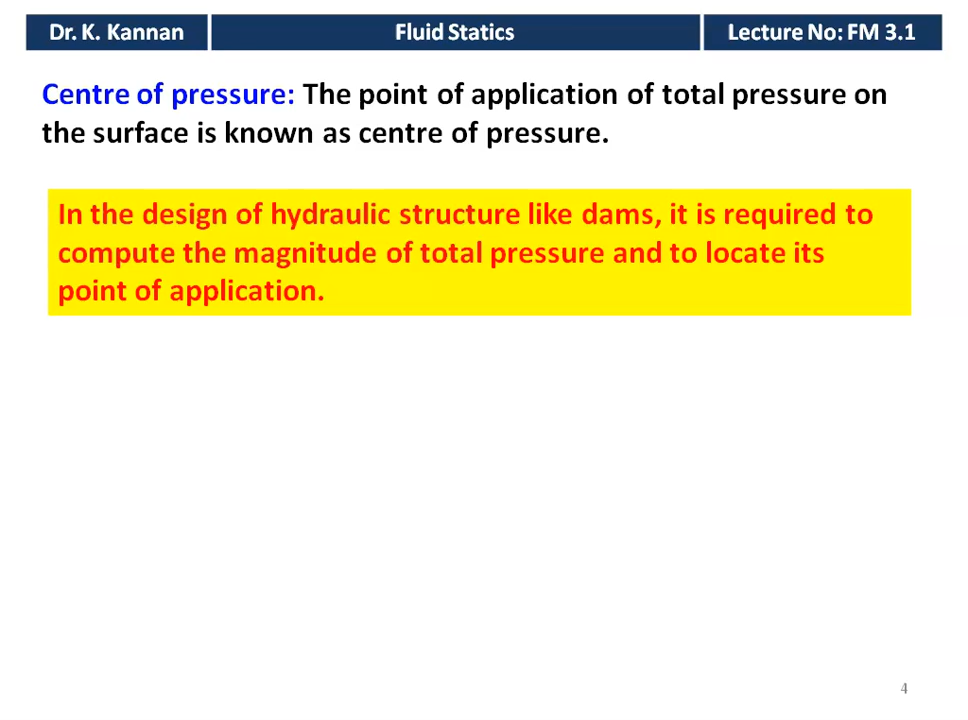 Dr. K. Kannan Fluid Statics Lecture No: FM 3.1
Centre of pressure: The point of application of total pressure on
the surface is known as centre of pressure.
In the design of hydraulic structure like dams, it is required to
compute the magnitude of total pressure and to locate its
point of application.
4